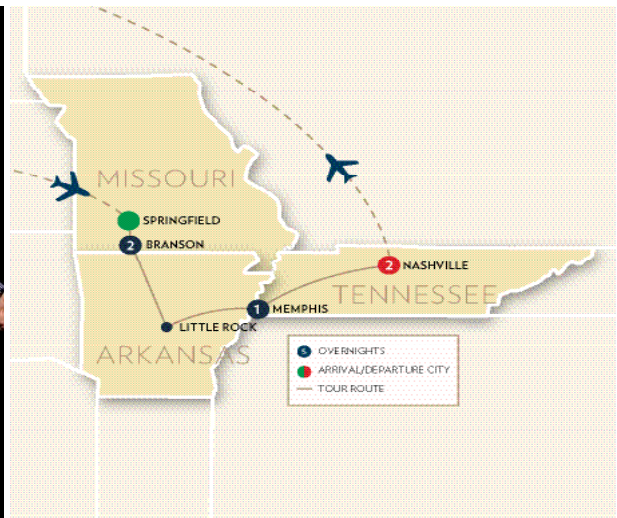 MISSOURI
SPRINGFIELD
2 BRANSON
2 NASHVILLE
TENNESSEE
1 MEMPHIS
LITTLE ROCK
ARKANSAS
5 OVERNIGHTS
ARRIVAL/DEPARTURE CITY
TOUR ROUTE